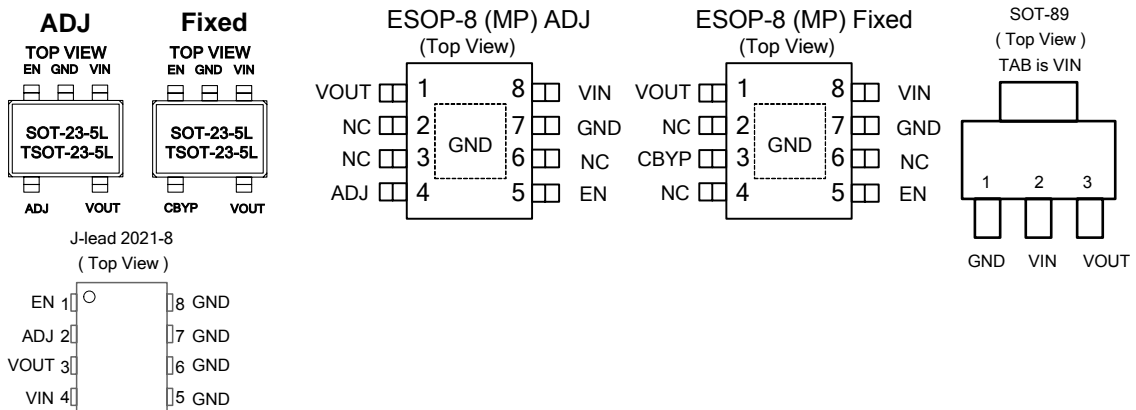 ADJ
TOP VIEW
EN GND VIN
SOT-23-5L
TSOT-23-5L
ADJ VOUT
Fixed
TOP VIEW
EN GND VIN
SOT-23-5L
TSOT-23-5L
CBYP VOUT
ESOP-8 (MP) ADJ
(Top View)
VOUT 1 8 VIN
NC 2 7 GND
GND
NC 3 6 NC
ADJ 4 5 EN
ESOP-8 (MP) Fixed
(Top View)
VOUT 1 8 VIN
NC 2 7 GND
GND
CBYP 3 6 NC
NC 4 5 EN
SOT-89
( Top View )
TAB is VIN
1 2 3
GND VIN VOUT
J-lead 2021-8
( Top View )
EN 1 8 GND
ADJ 2 7 GND
VOUT 3 6 GND
VIN 4 5 GND